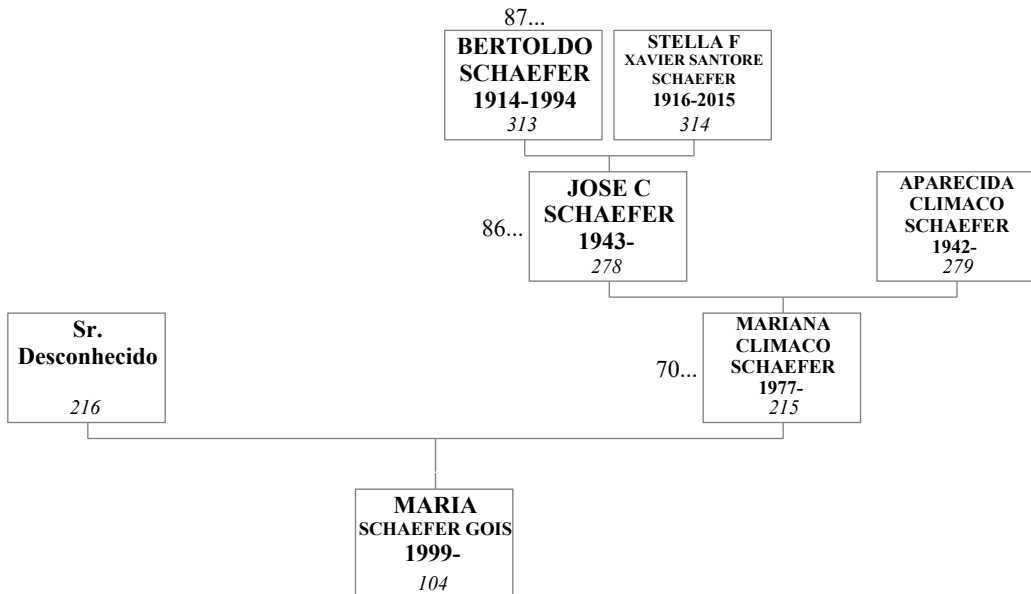 87...
BERTOLDO
SCHAEFER
1914-1994
313
STELLA F
XAVIER SANTORE
SCHAEFER
1916-2015
314
86...
JOSE C
SCHAEFER
1943-
278
APARECIDA
CLIMACO
SCHAEFER
1942-
279
Sr.
Desconhecido
216
70...
MARIANA
CLIMACO
SCHAEFER
1977-
215
MARIA
SCHAEFER GOIS
1999-
104